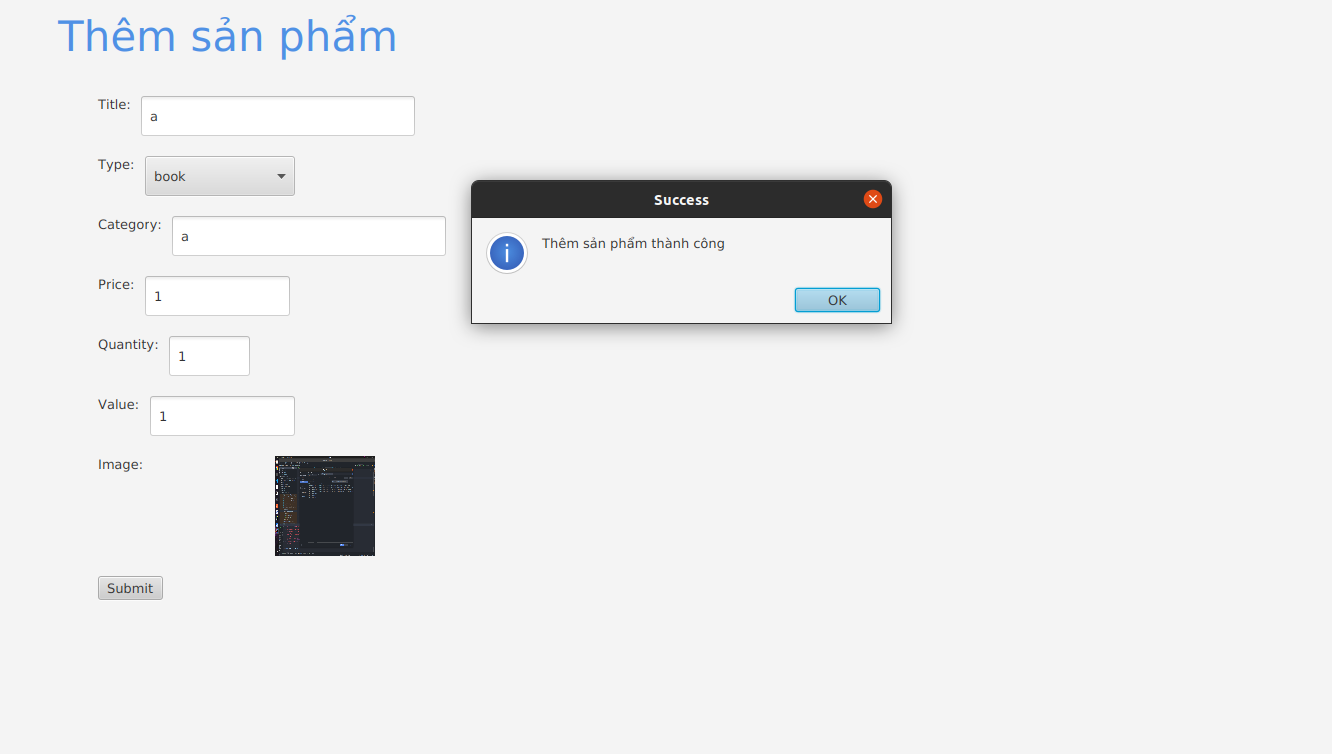 Thêm sản phẩm
Title:
a
Type:
book
Category:
a
Price:
1
Quantity:
1
Value:
1
Image:
Submit
Success
Thêm sản phẩm thành công
OK